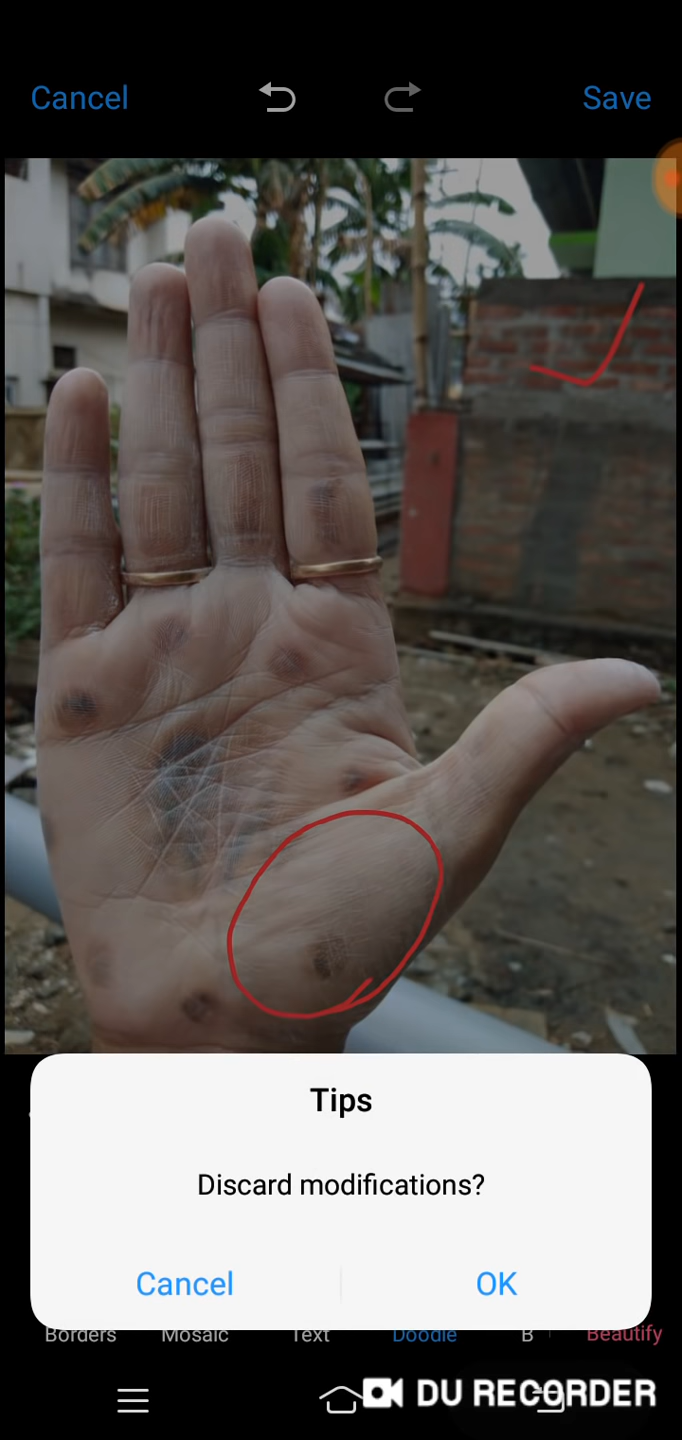 Cancel
Save
Tips
Discard modifications?
Cancel OK
Borders Mosaic Text Doodle B Beautify
DU RECORDER